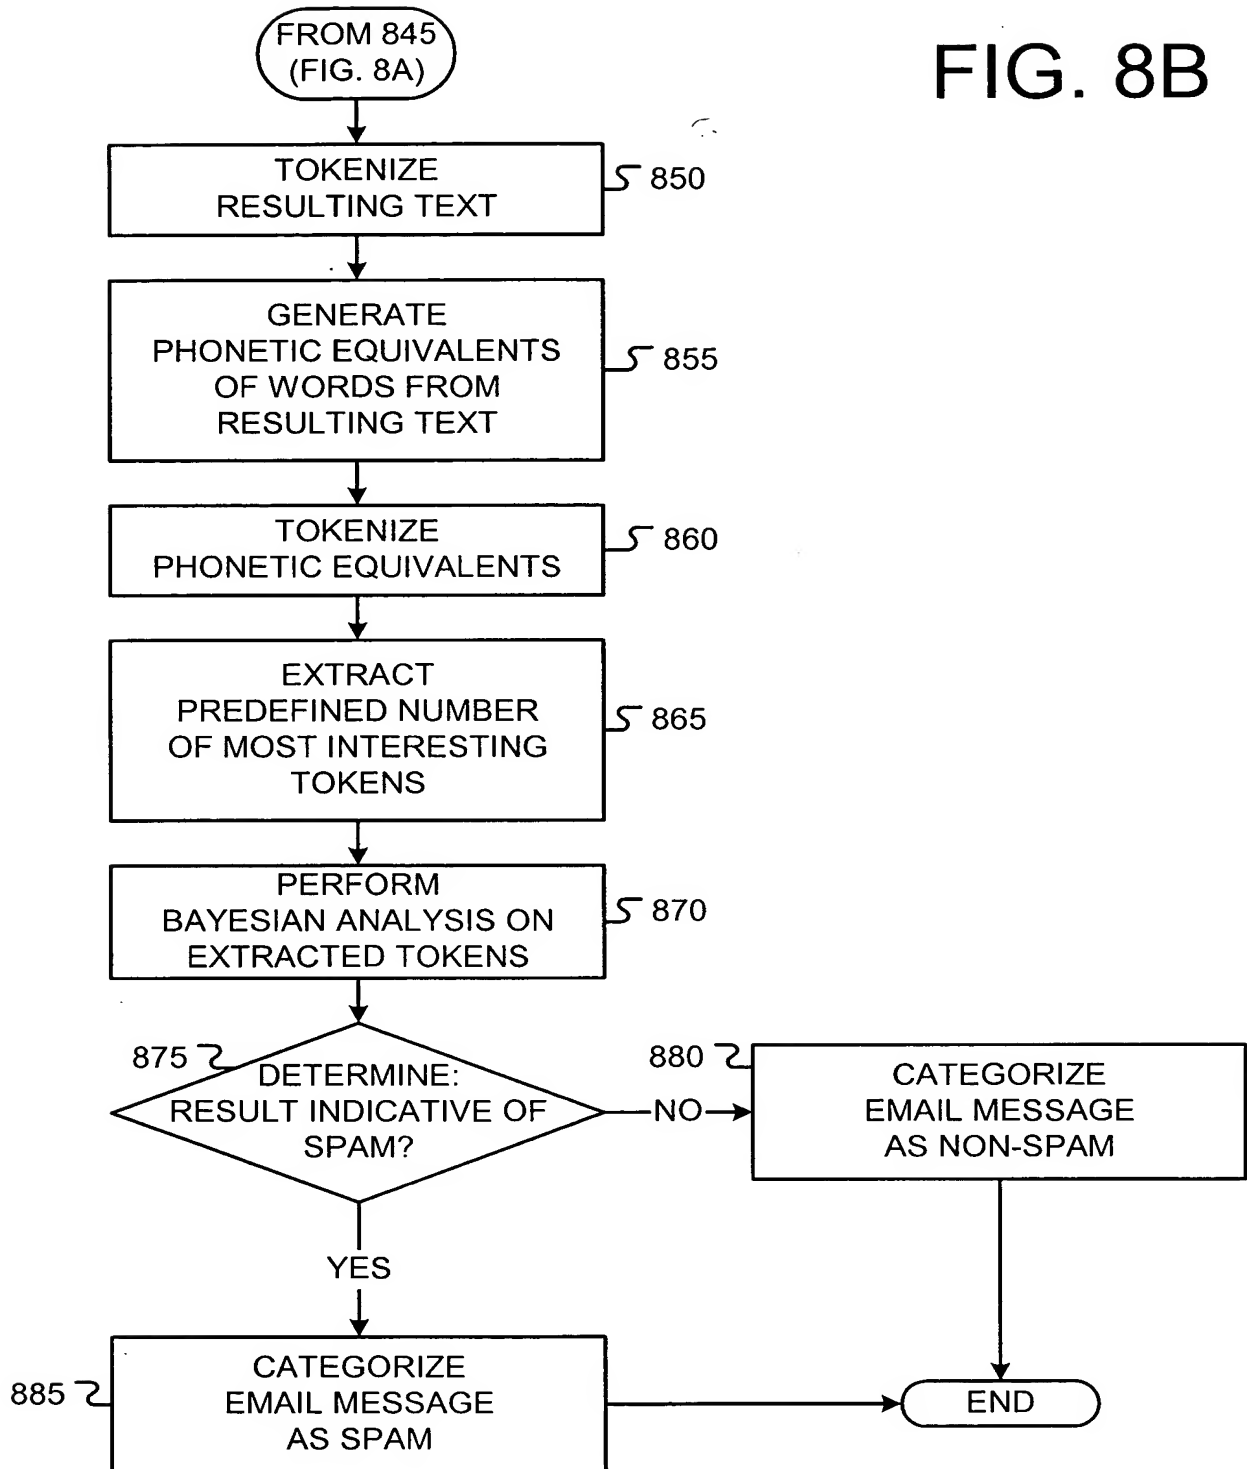 FROM 845
(FIG. 8A)
FIG. 8B
TOKENIZE
RESULTING TEXT
850
GENERATE
PHONETIC EQUIVALENTS
OF WORDS FROM
RESULTING TEXT
855
TOKENIZE
PHONETIC EQUIVALENTS
860
EXTRACT
PREDEFINED NUMBER
OF MOST INTERESTING
TOKENS
865
PERFORM
BAYESIAN ANALYSIS ON
EXTRACTED TOKENS
870
875
DETERMINE:
RESULT INDICATIVE OF
SPAM?
NO
880
CATEGORIZE
EMAIL MESSAGE
AS NON-SPAM
YES
885
CATEGORIZE
EMAIL MESSAGE
AS SPAM
END